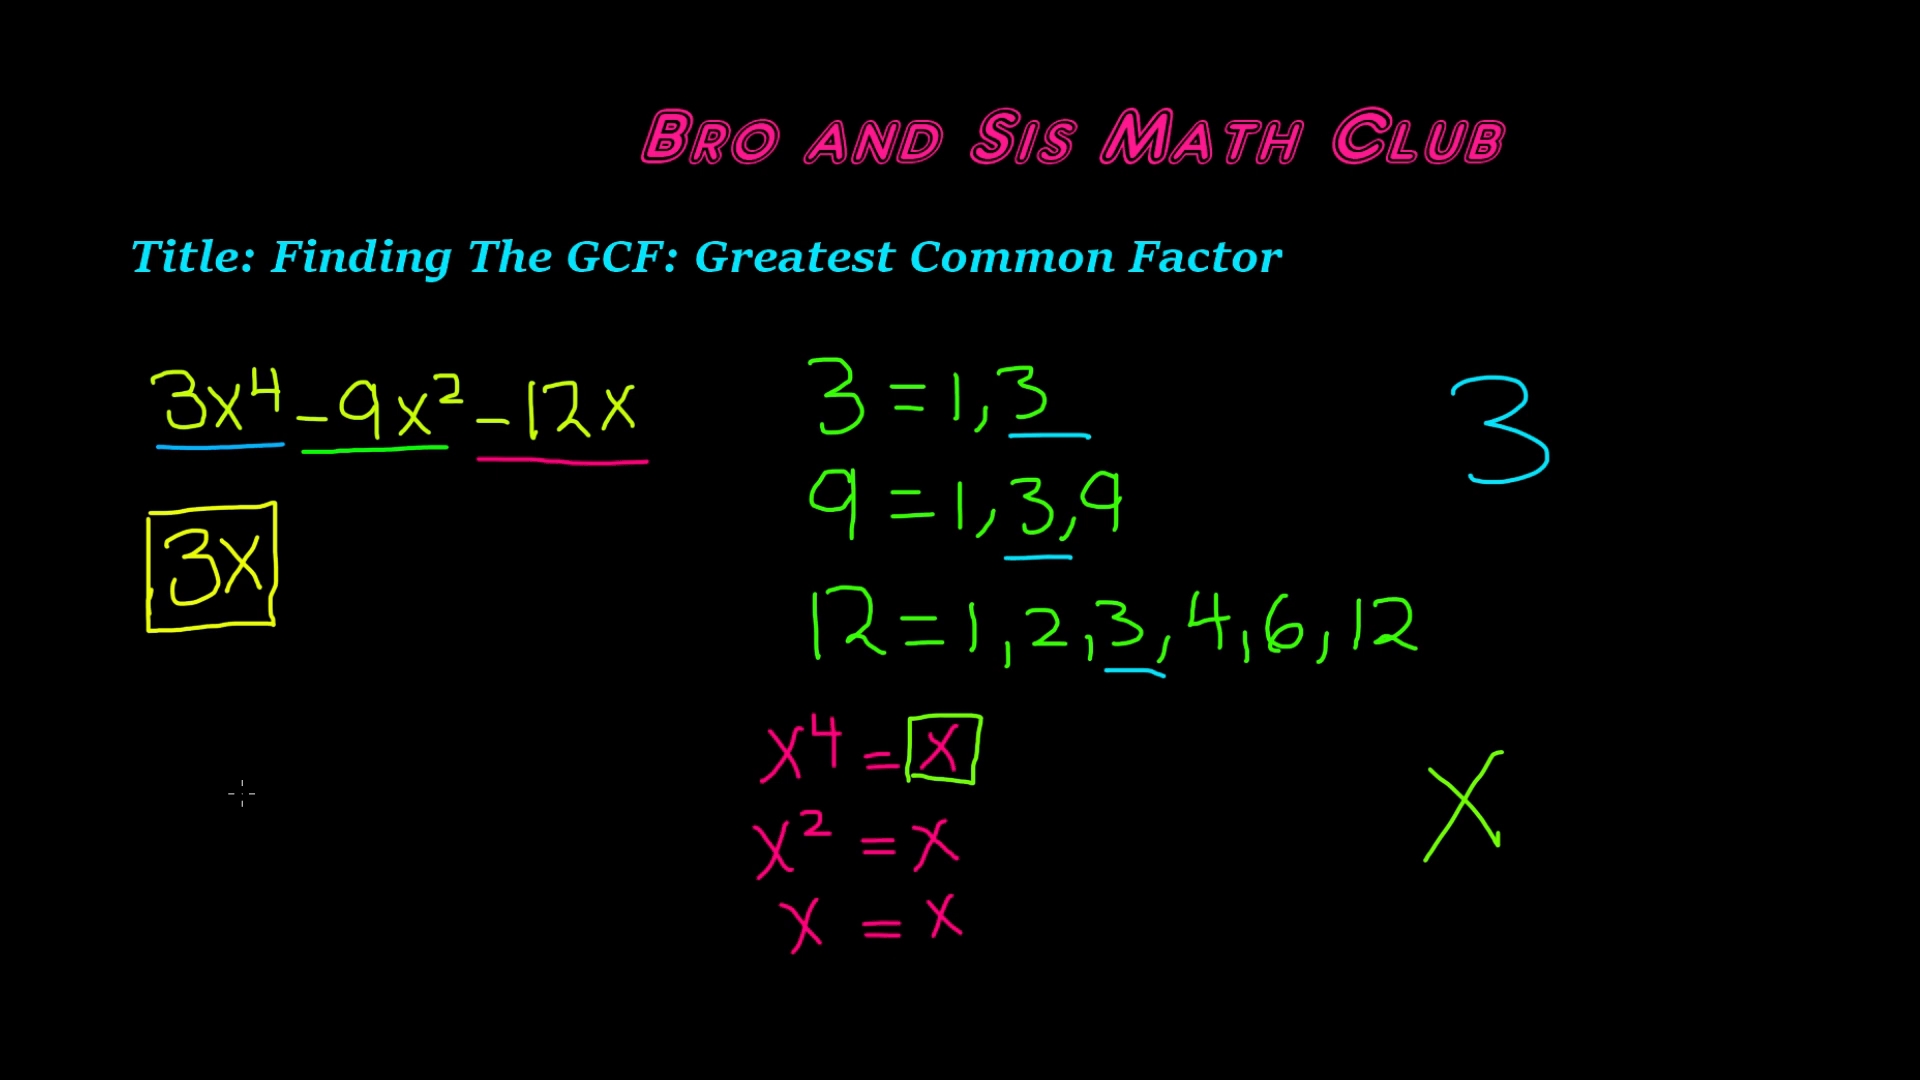 BRO AND SIS MATH CLUB
Title: Finding The GCF: Greatest Common Factor
3x⁴ - 9x² - 12x
3x
3 = 1, 3
9 = 1, 3, 9
12 = 1, 2, 3, 4, 6, 12
3
x⁴ = x
x² = x
x = x
x